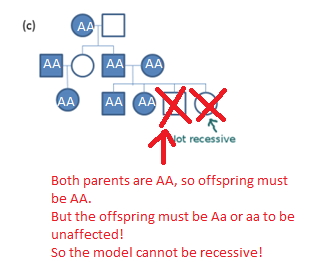 (c)
AA
AA AA AA
AA AA AA
Not recessive
Both parents are AA, so offspring must
be AA.
But the offspring must be Aa or aa to be
unaffected!
So the model cannot be recessive!